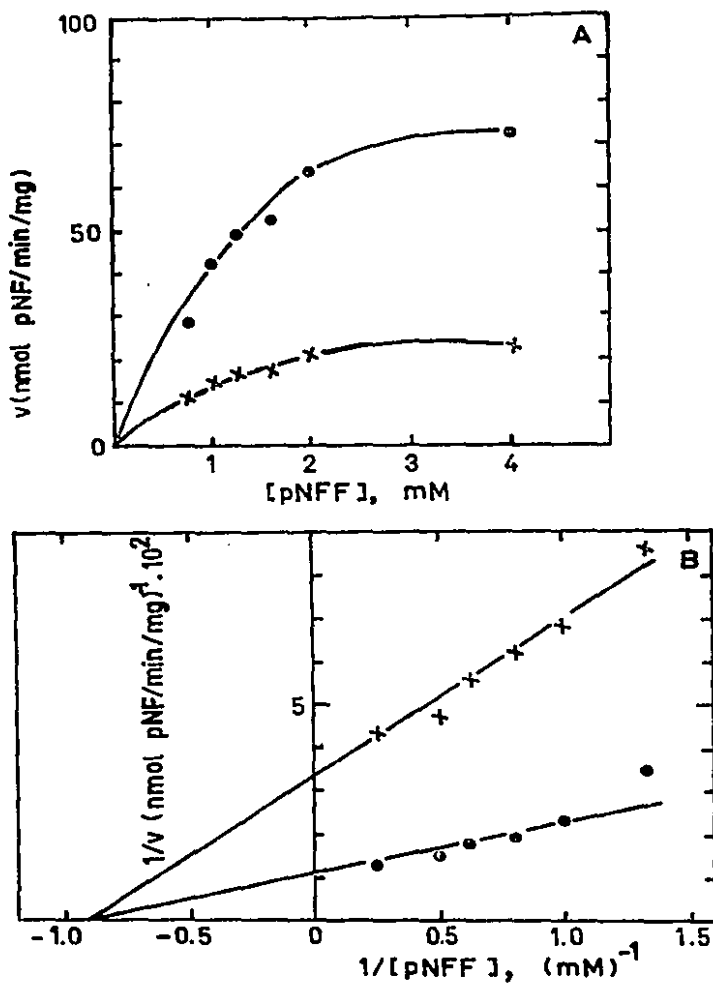 100
A
50
0
v(nmol pNF/min/mg)
1
2
3
4
[pNFF], mM
B
1/v (nmol pNF/min/mg)⁻¹·10²
5
-1.0
-0.5
0
0.5
1.0
1.5
1/[pNFF], (mM)⁻¹